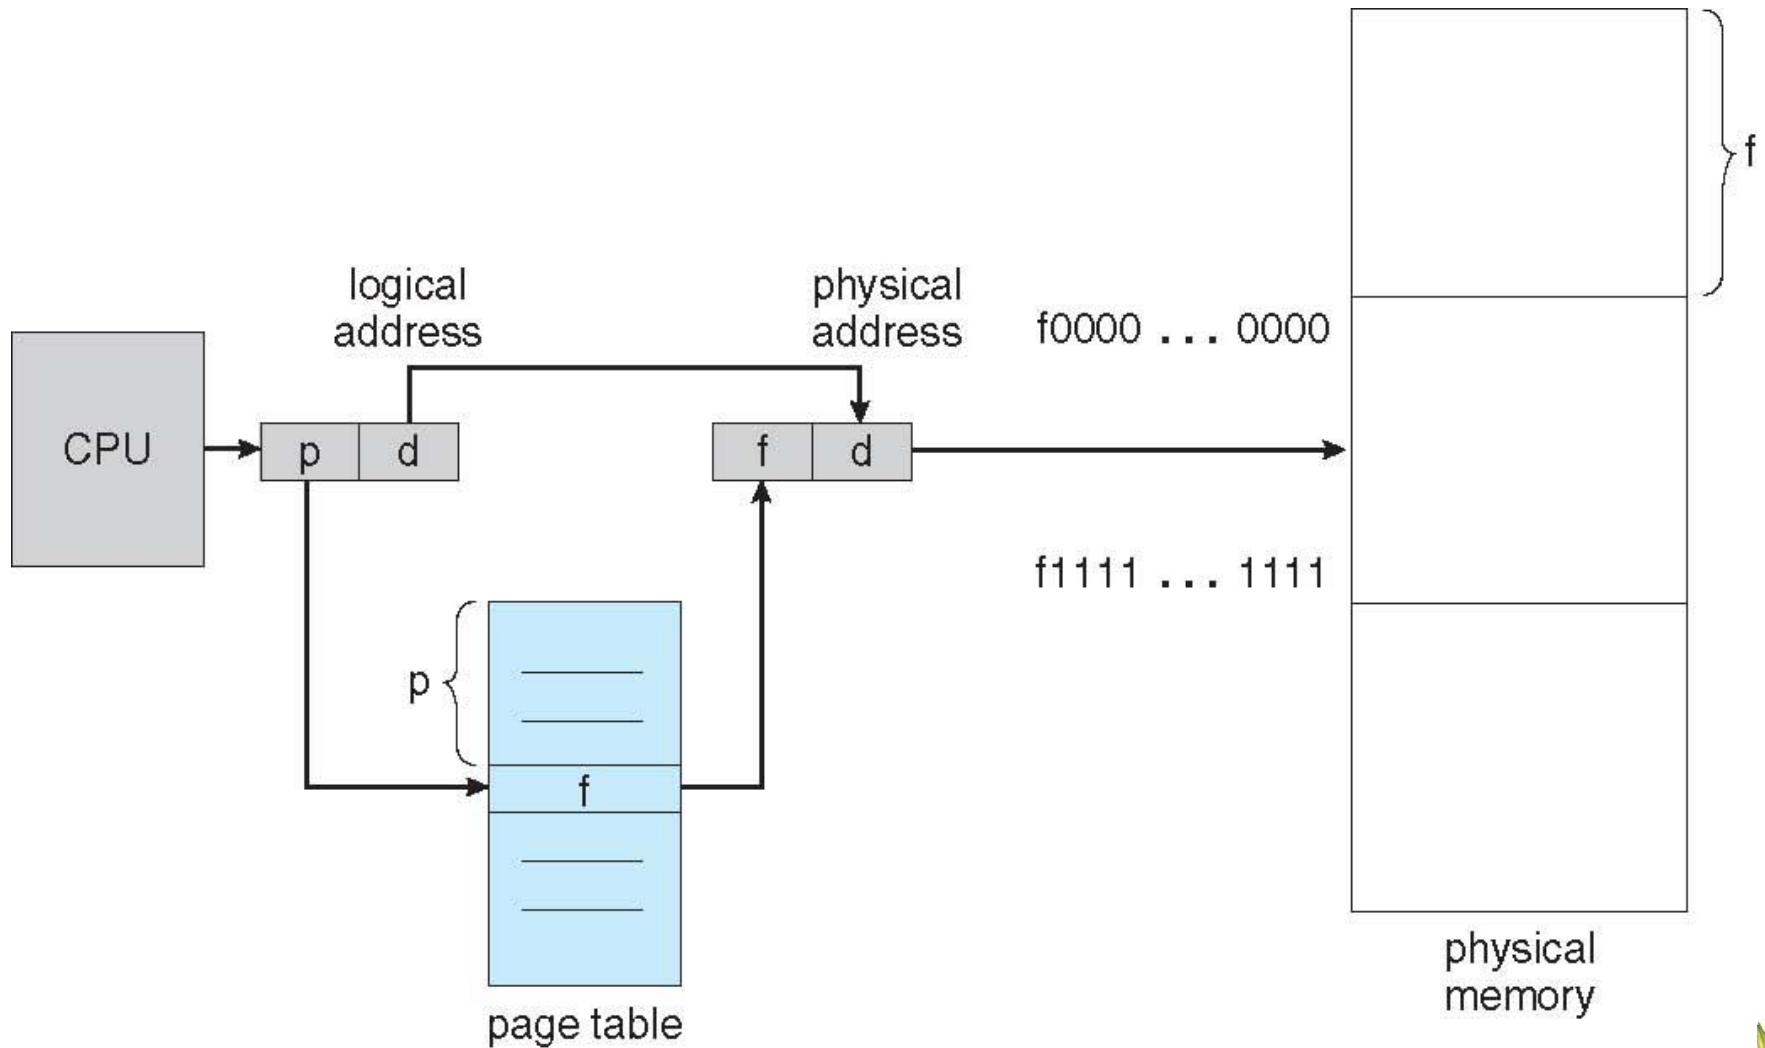 f
logical
address
physical
address
f0000 ... 0000
CPU
p
d
f
d
f1111 ... 1111
p
f
physical
memory
page table